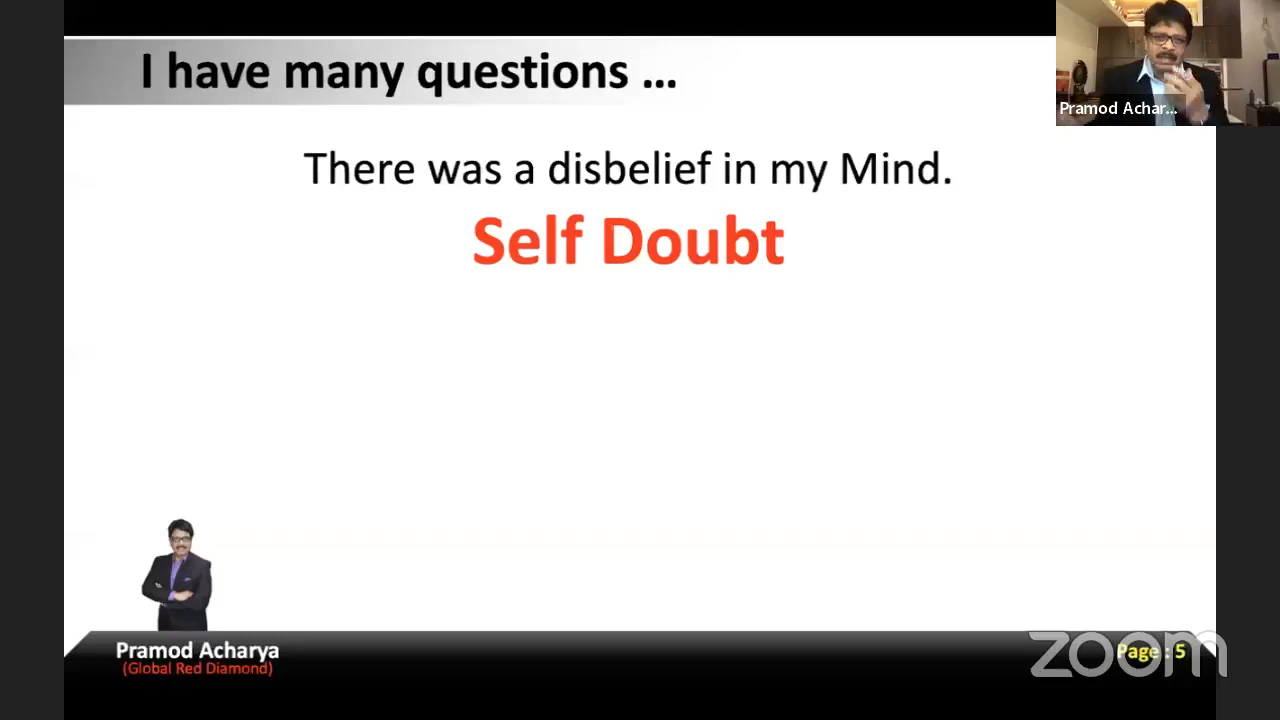 I have many questions ...
Pramod Achar...
There was a disbelief in my Mind.
Self Doubt
Pramod Acharya
(Global Red Diamond)
Page : 5
zoom